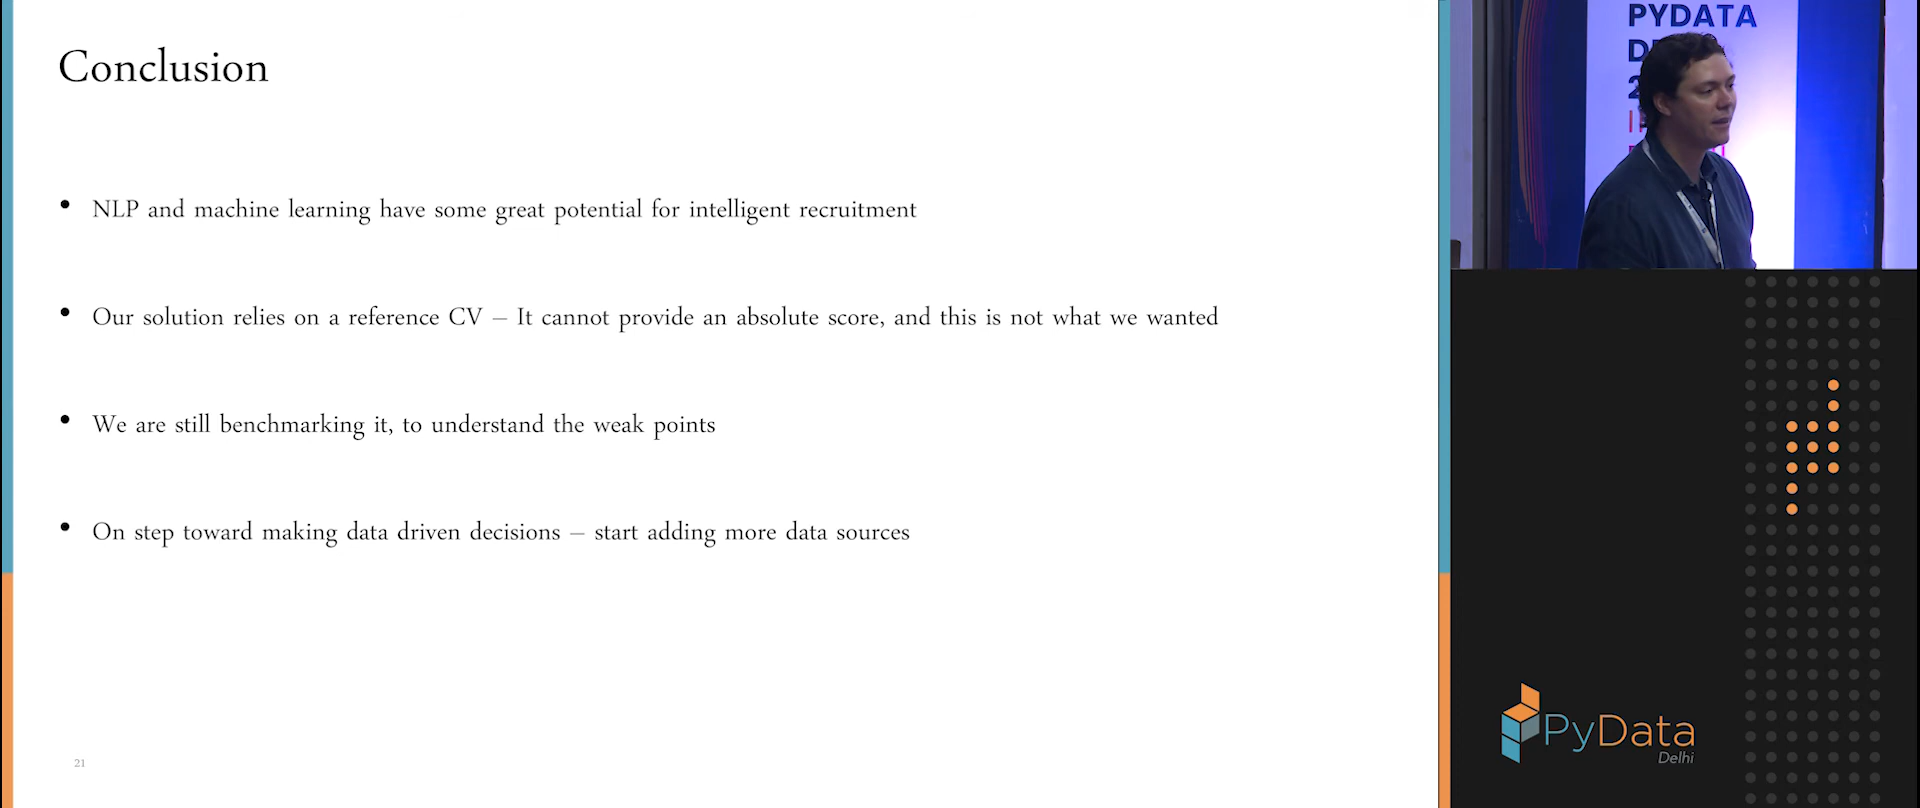 Conclusion
• NLP and machine learning have some great potential for intelligent recruitment
• Our solution relies on a reference CV – It cannot provide an absolute score, and this is not what we wanted
• We are still benchmarking it, to understand the weak points
• On step toward making data driven decisions – start adding more data sources
21
PYDATA
PyData
Delhi